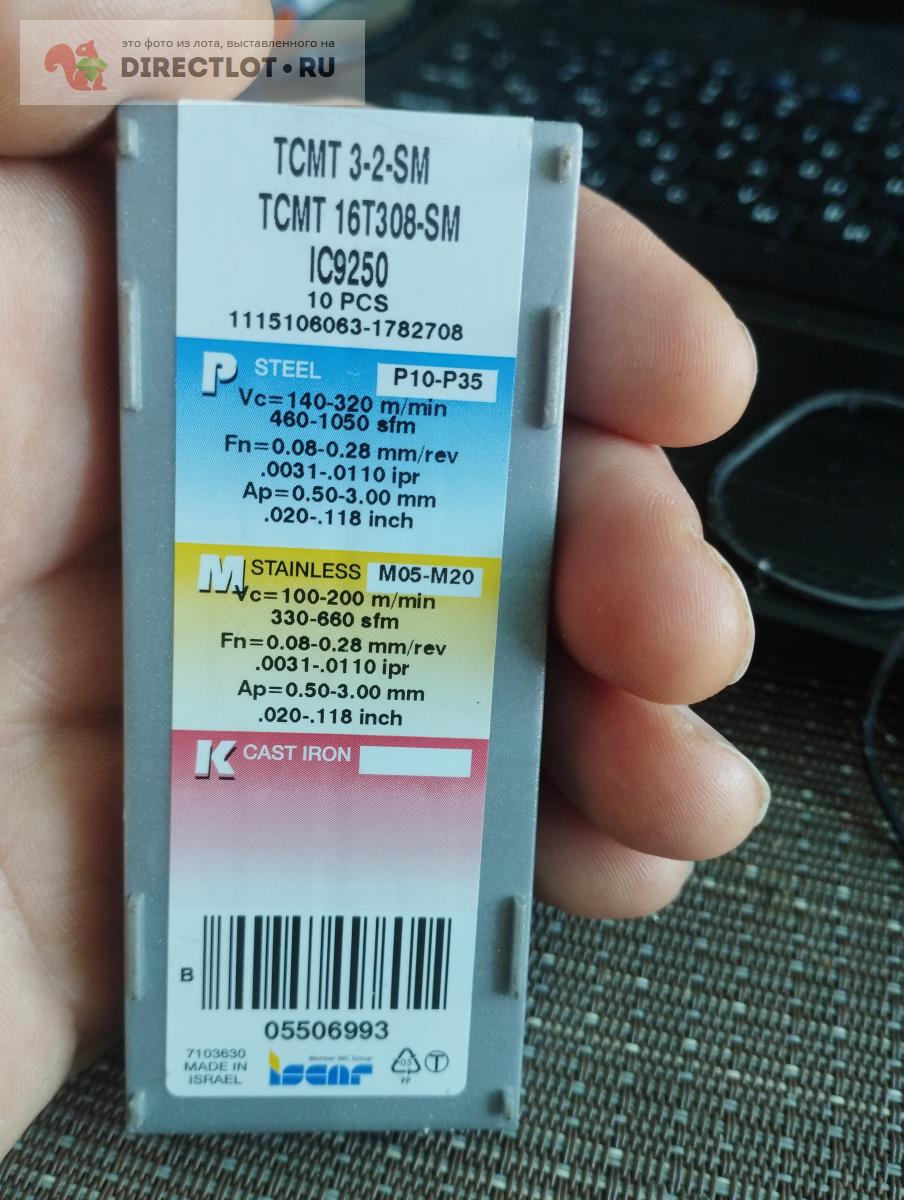 это фото из лота, выставленного на
DIRECTLOT.RU
TCMT 3-2-SM
TCMT 16T308-SM
IC9250
10 PCS
1115106063-1782708
P STEEL P10-P35
Vc=140-320 m/min
460-1050 sfm
Fn=0.08-0.28 mm/rev
.0031-.0110 ipr
Ap=0.50-3.00 mm
.020-.118 inch
M STAINLESS M05-M20
Vc=100-200 m/min
330-660 sfm
Fn=0.08-0.28 mm/rev
.0031-.0110 ipr
Ap=0.50-3.00 mm
.020-.118 inch
K CAST IRON
B
05506993
7103630
MADE IN
ISRAEL
Member IMC Group
iscar
05
PP
T